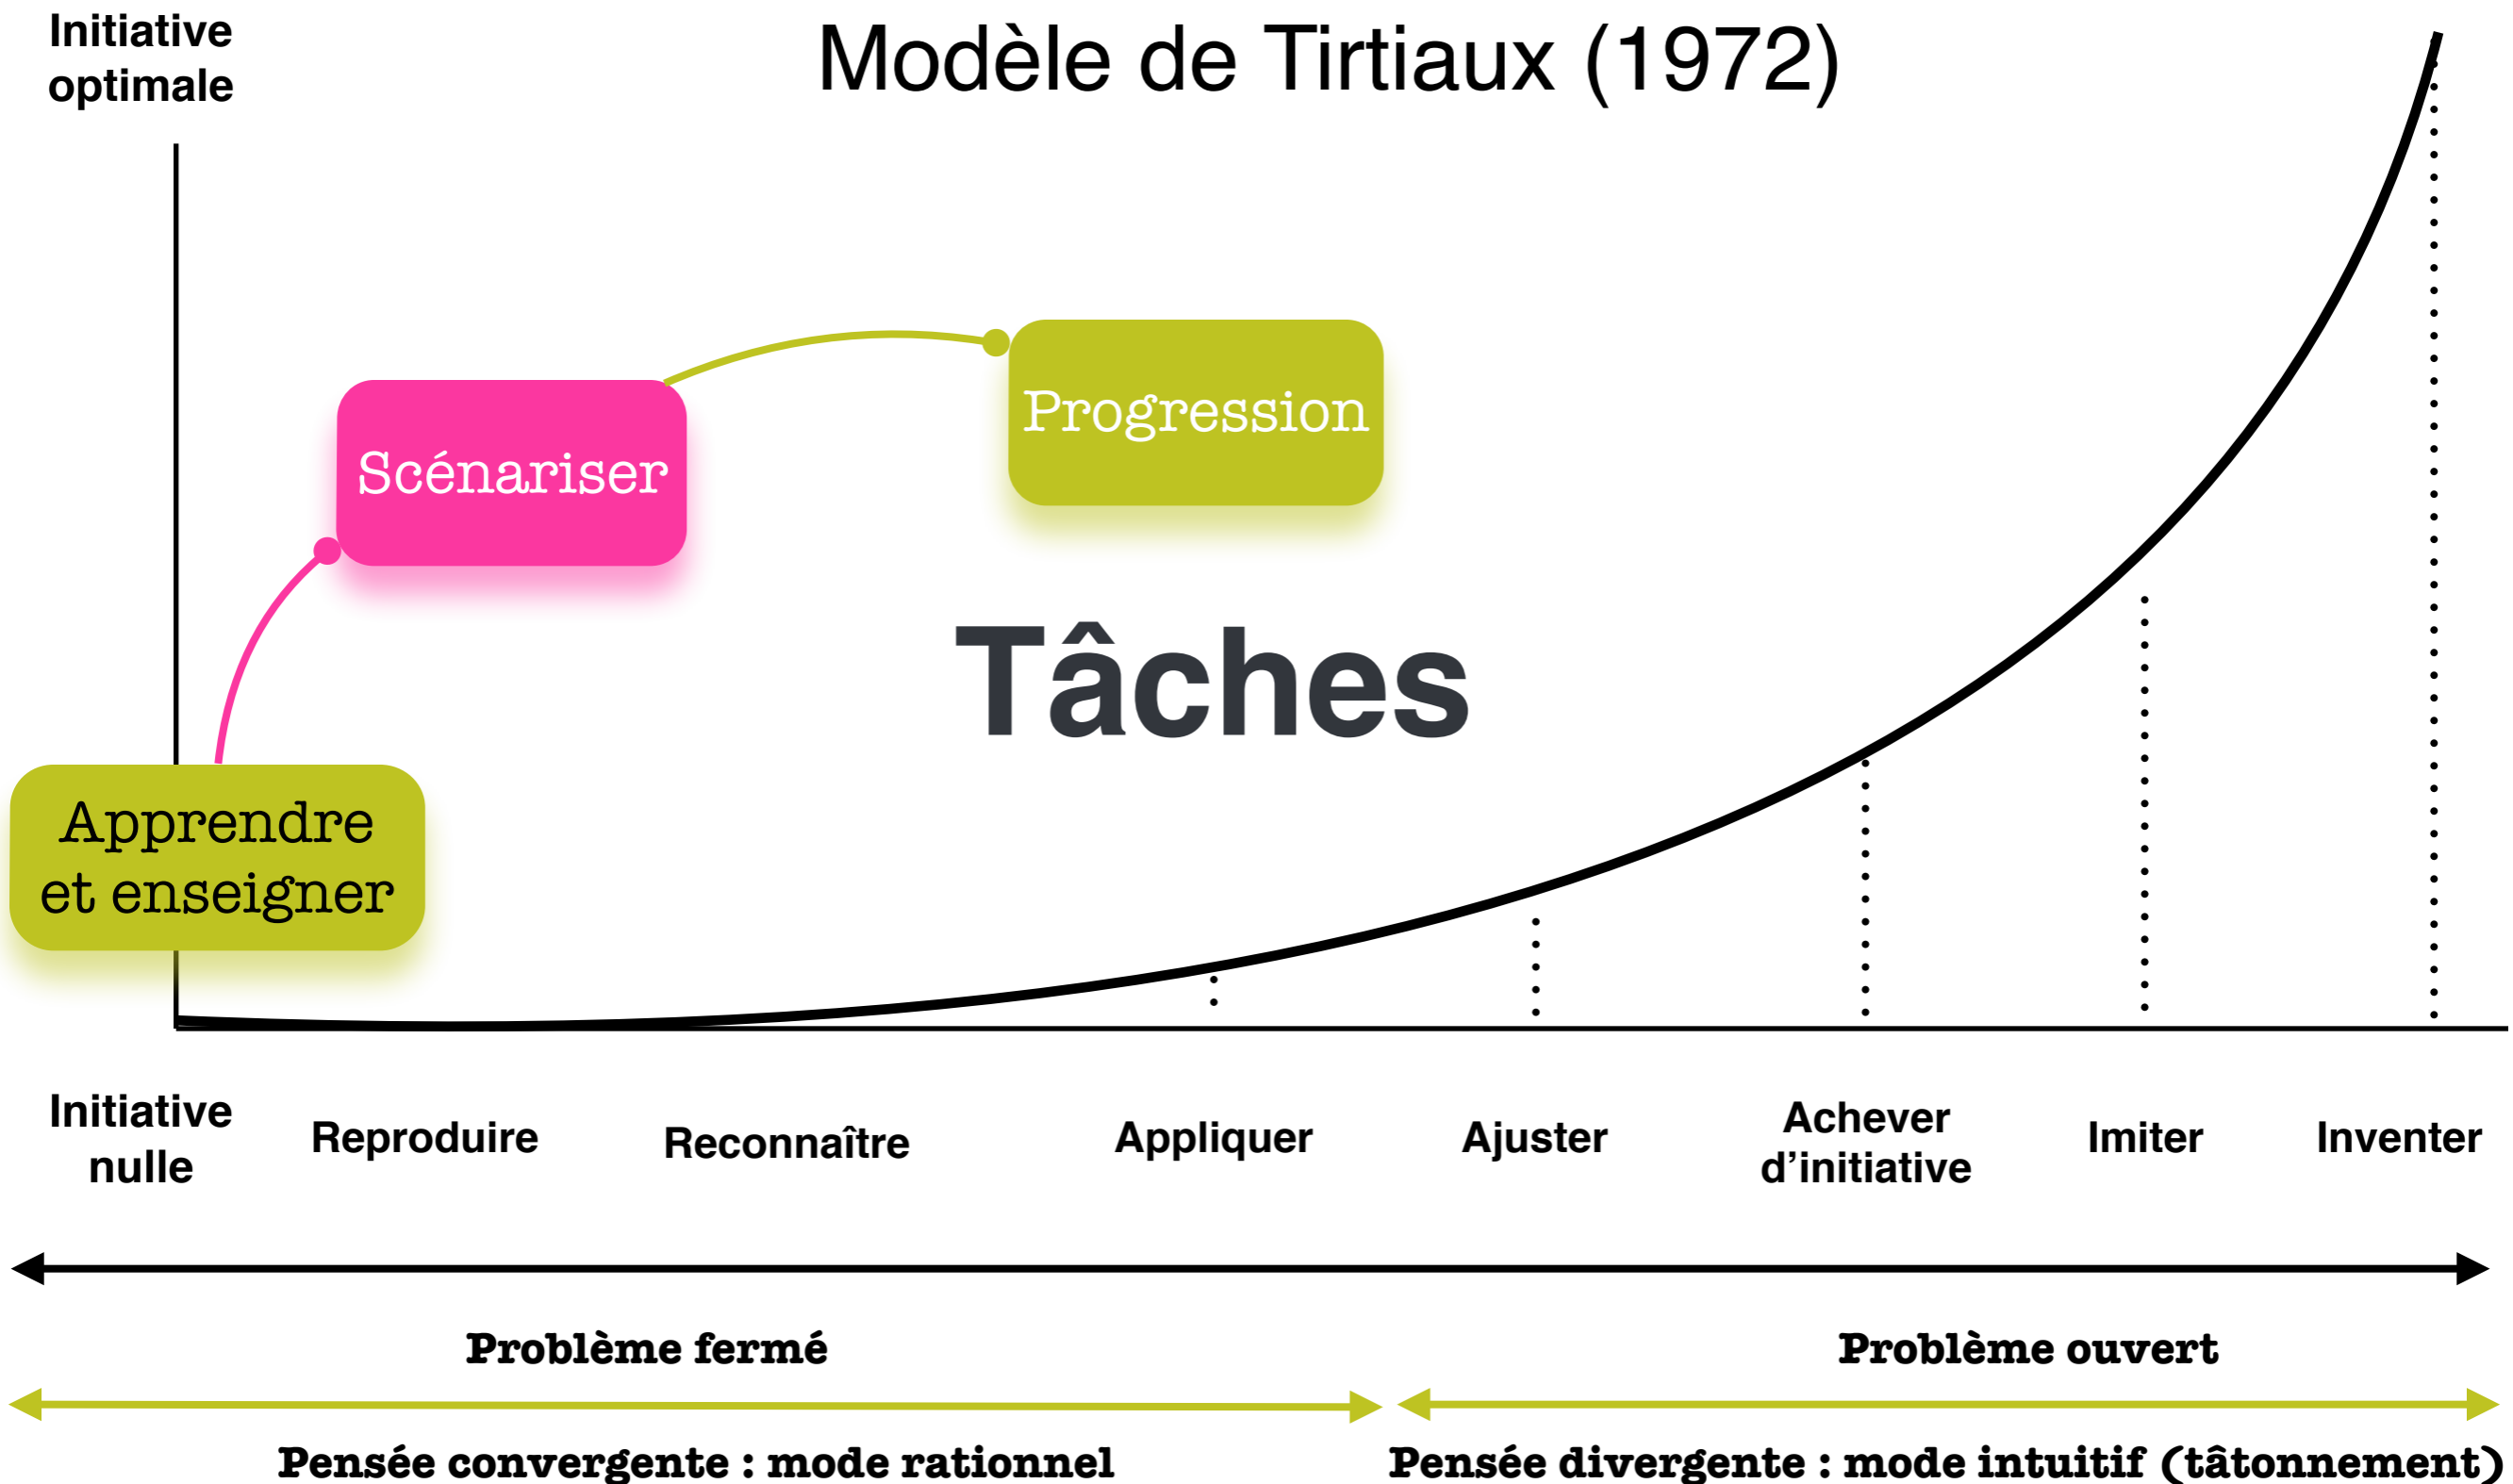 Initiative
optimale
Modèle de Tirtiaux (1972)
Progression
Scénariser
Tâches
Apprendre
et enseigner
Initiative
nulle
Reproduire
Reconnaître
Appliquer
Ajuster
Achever
d’initiative
Imiter
Inventer
Problème fermé
Problème ouvert
Pensée convergente : mode rationnel
Pensée divergente : mode intuitif (tâtonnement)